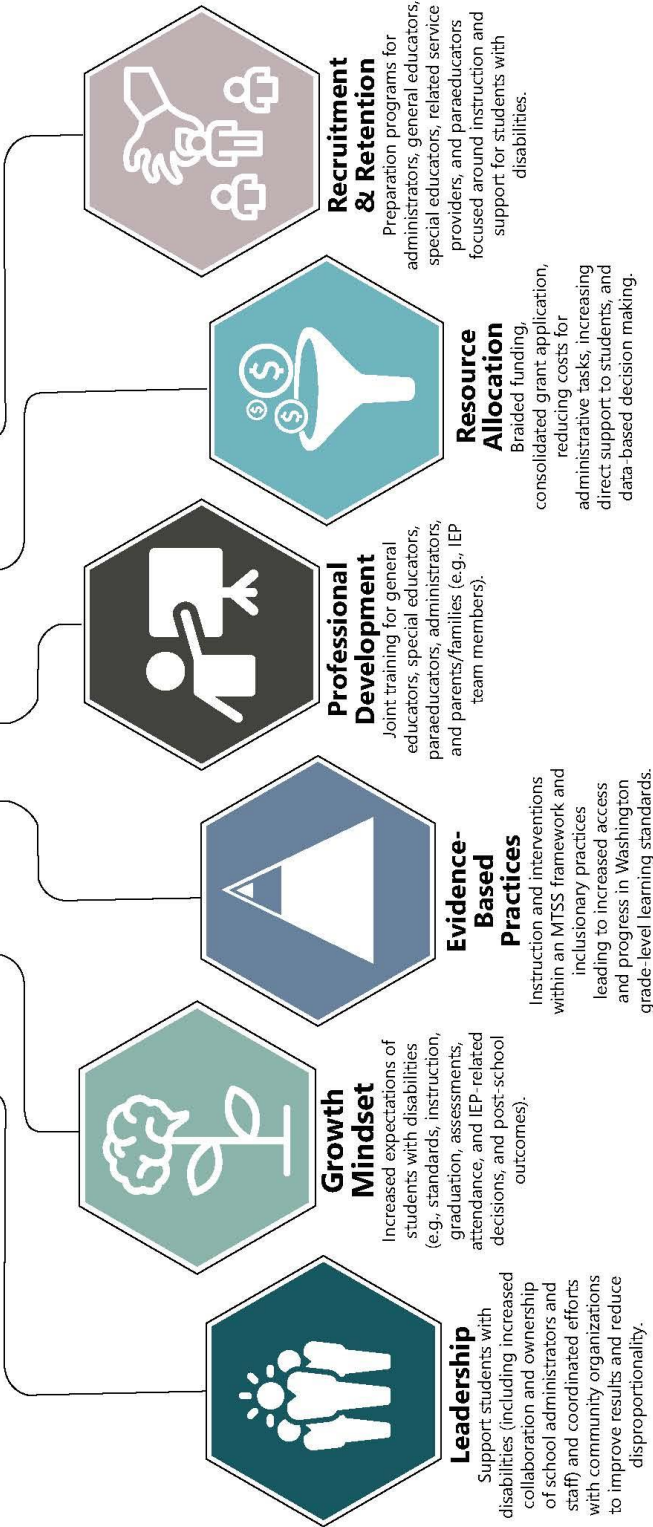 Leadership
Support students with
disabilities (including increased
collaboration and ownership
of school administrators and
staff) and coordinated efforts
with community organizations
to improve results and reduce
disproportionality.
Growth
Mindset
Increased expectations of
students with disabilities
(e.g., standards, instruction,
graduation, assessments,
attendance, and IEP-related
decisions, and post-school
outcomes).
Evidence-
Based
Practices
Instruction and interventions
within an MTSS framework and
inclusionary practices
leading to increased access
and progress in Washington
grade-level learning standards.
Professional
Development
Joint training for general
educators, special educators,
paraeducators, administrators,
and parents/families (e.g., IEP
team members).
$
$
$
Resource
Allocation
Braided funding,
consolidated grant application,
reducing costs for
administrative tasks, increasing
direct support to students, and
data-based decision making.
Recruitment
& Retention
Preparation programs for
administrators, general educators,
special educators, related service
providers, and paraeducators
focused around instruction and
support for students with
disabilities.